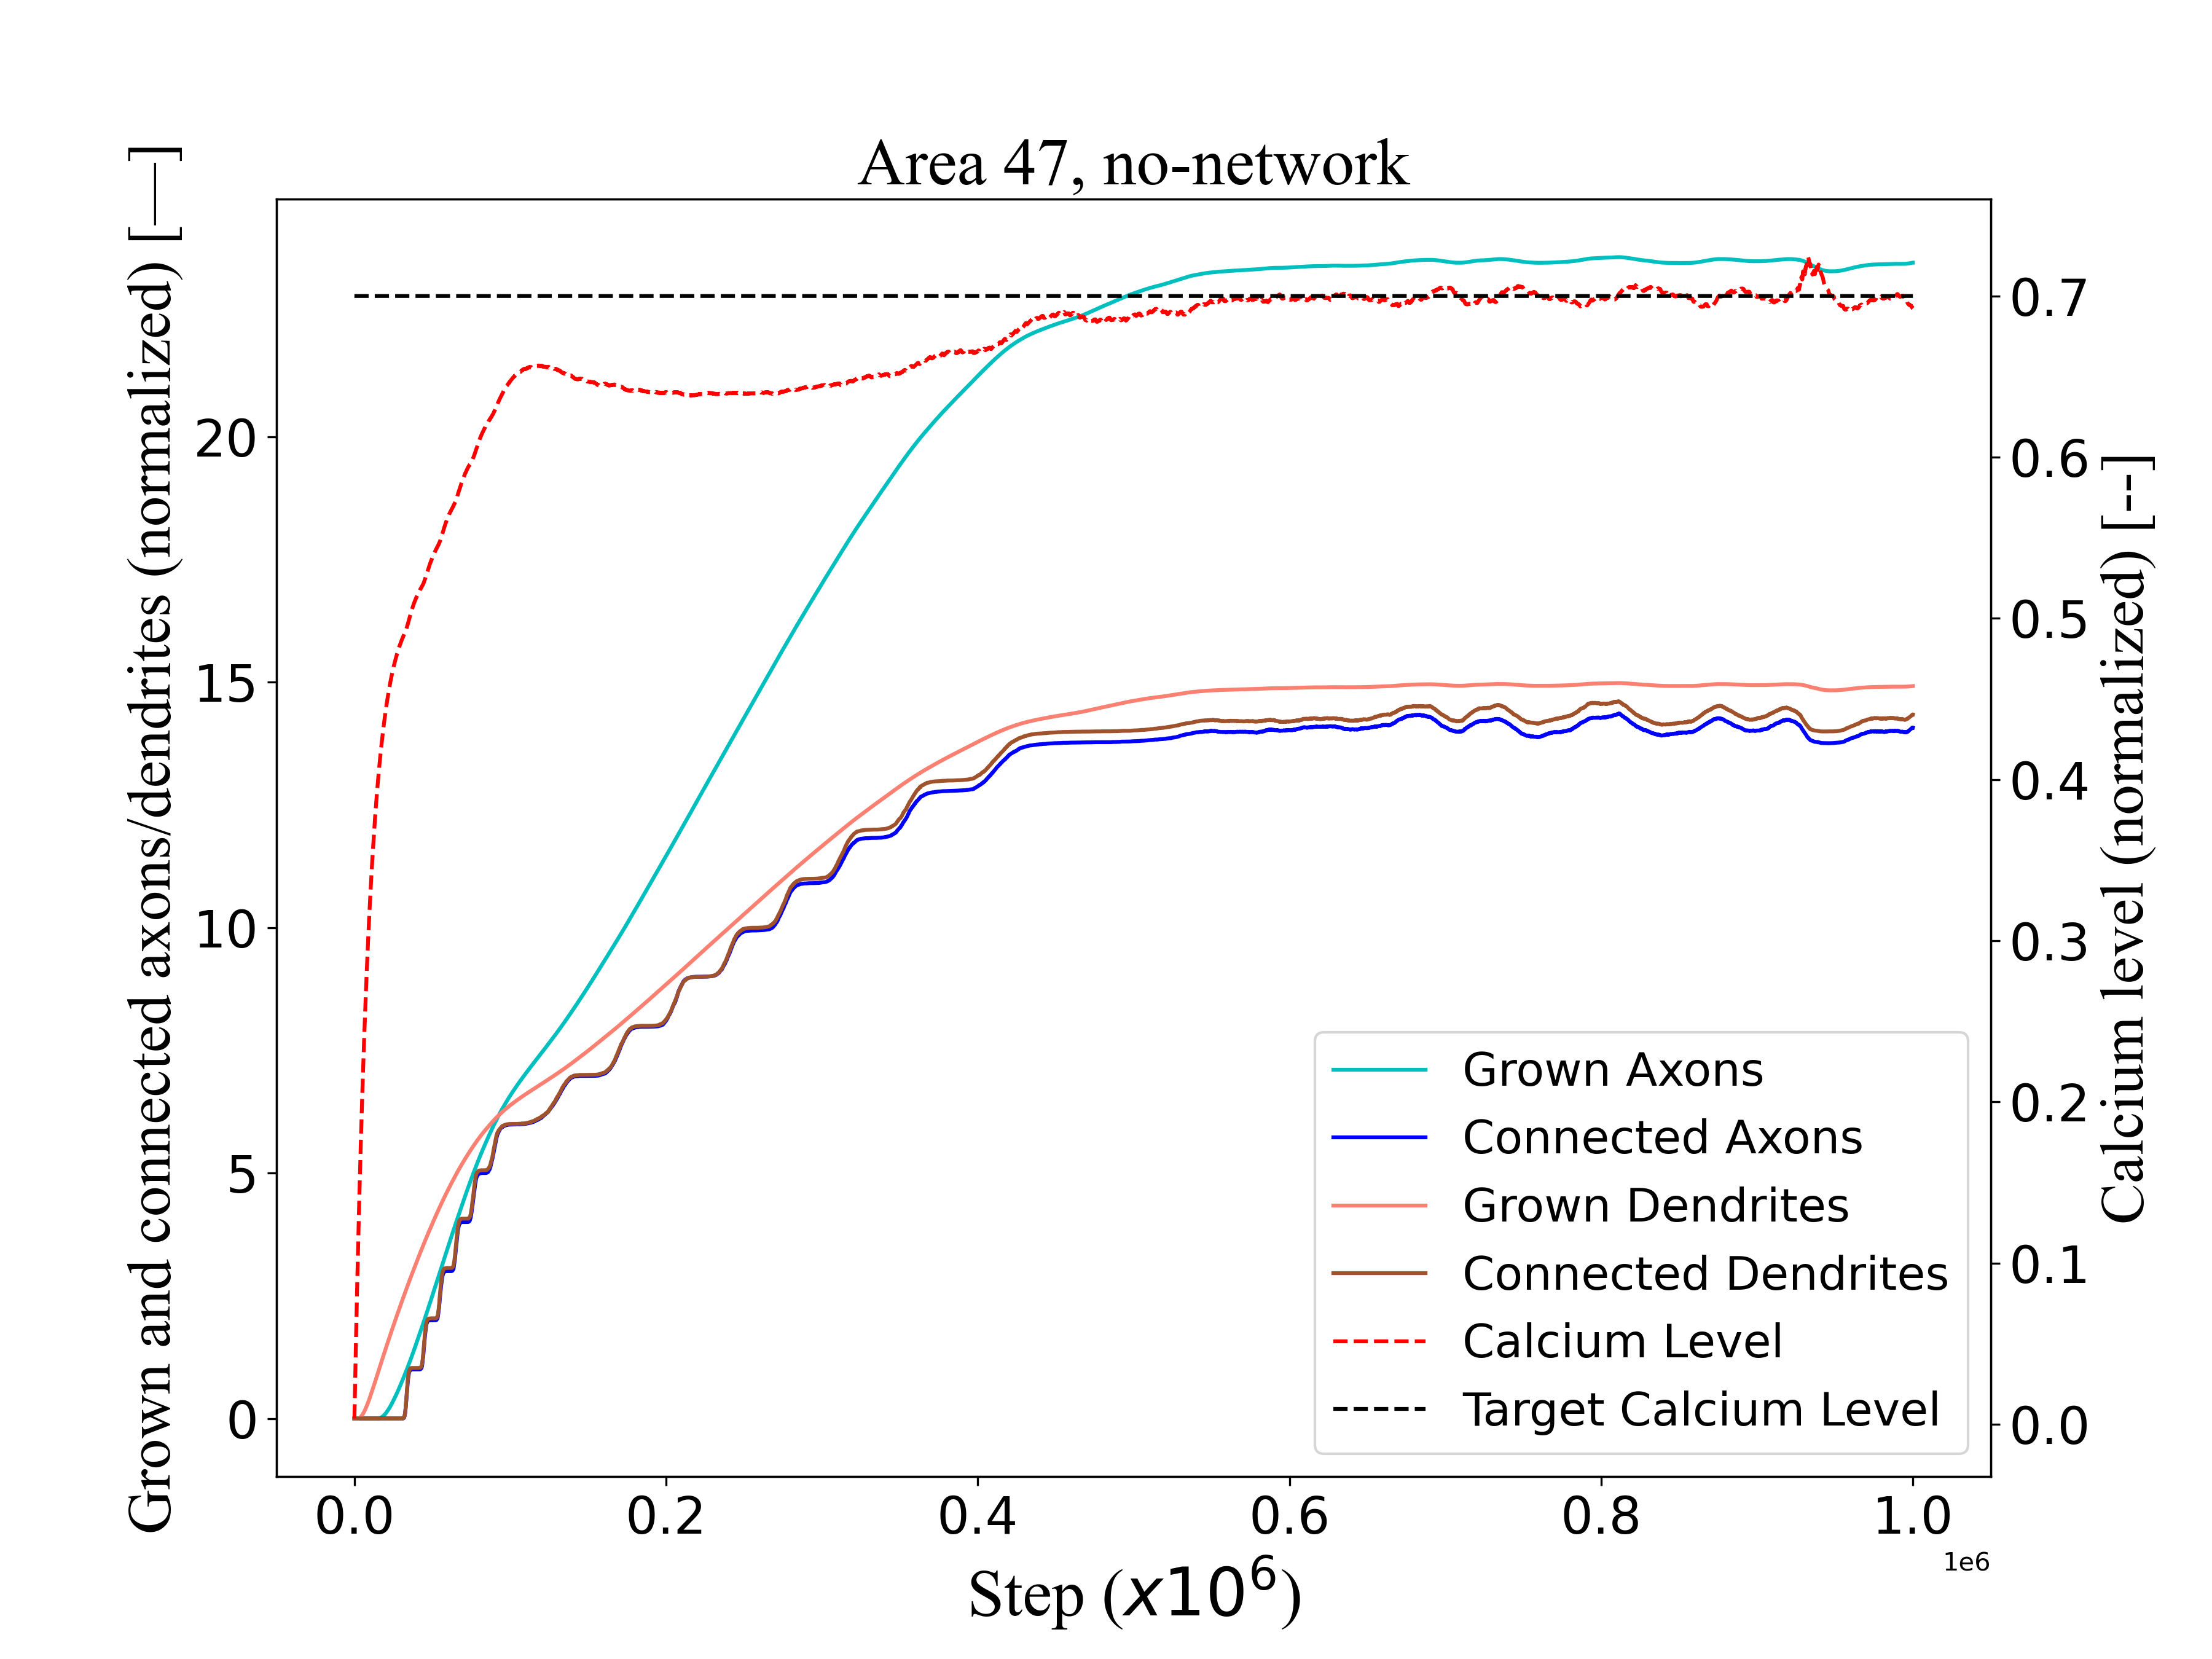 Area 47, no-network
Grown and connected axons/dendrites (normalized) [—]
20
15
10
5
0
0.7
0.6
0.5
0.4
0.3
0.2
0.1
0.0
Calcium level (normalized) [--]
Grown Axons
Connected Axons
Grown Dendrites
Connected Dendrites
Calcium Level
Target Calcium Level
0.0 0.2 0.4 0.6 0.8 1.0
1e6
Step (x10⁶)